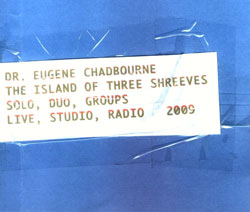 DR. EUGENE CHADBOURNE
THE ISLAND OF THREE SHREEVES
SOLO, DUO, GROUPS
LIVE, STUDIO, RADIO 2009